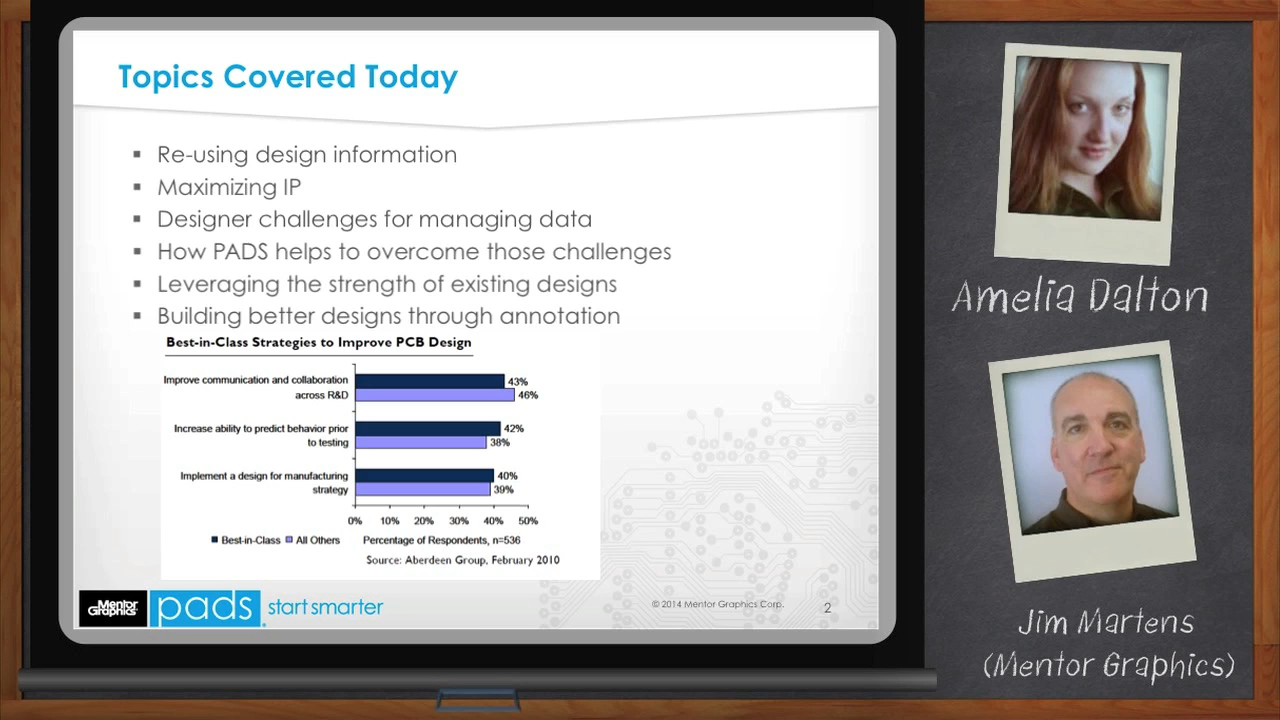 Topics Covered Today
Re-using design information
Maximizing IP
Designer challenges for managing data
How PADS helps to overcome those challenges
Leveraging the strength of existing designs
Building better designs through annotation
Best-in-Class Strategies to Improve PCB Design
Improve communication and collaboration
across R&D
43%
46%
Increase ability to predict behavior prior
to testing
42%
38%
Implement a design for manufacturing
strategy
40%
39%
0% 10% 20% 30% 40% 50%
Best-in-Class All Others Percentage of Respondents, n=536
Source: Aberdeen Group, February 2010
Mentor
Graphics
pads start smarter
© 2014 Mentor Graphics Corp. 2
Amelia Dalton
Jim Martens
(Mentor Graphics)